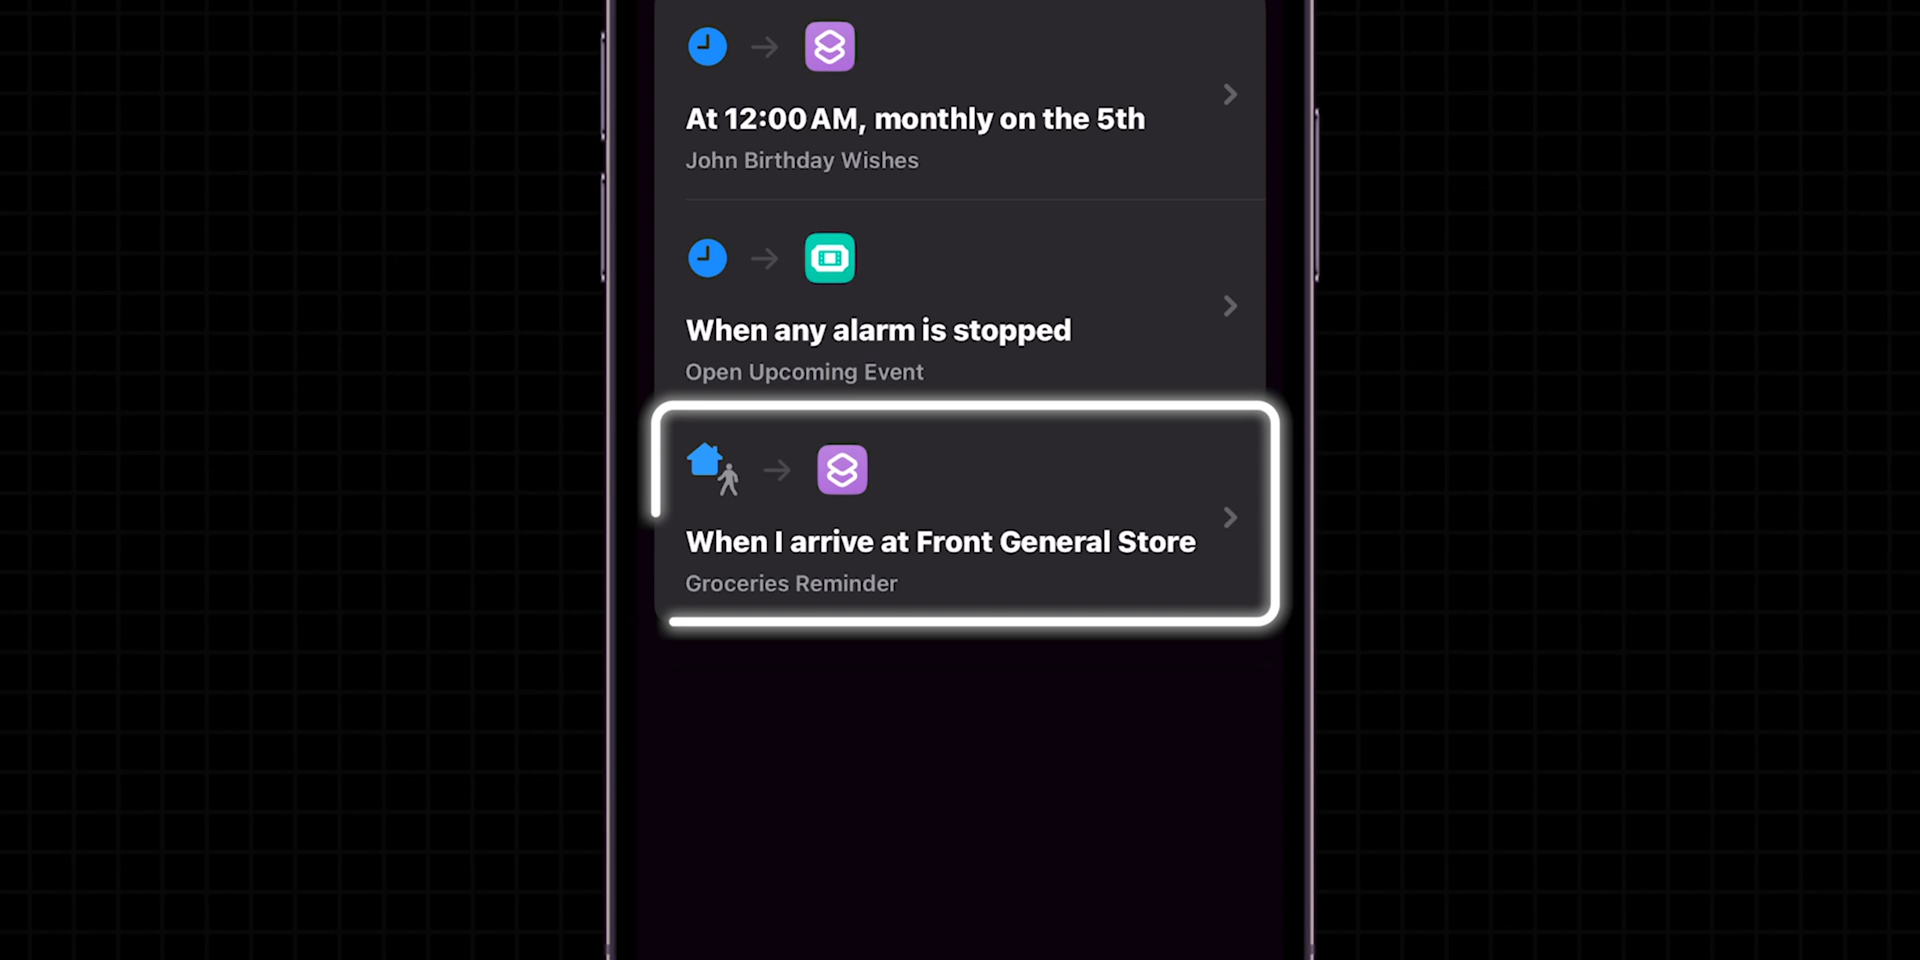 At 12:00 AM, monthly on the 5th
John Birthday Wishes
When any alarm is stopped
Open Upcoming Event
When I arrive at Front General Store
Groceries Reminder